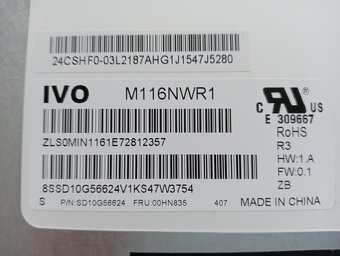 24CSHF0-03L2187AHG1J1547J5280
IVO M116NWR1
C US
E 309667
ZLS0MIN1161E72812357
RoHS
R3
HW:1.A
FW:0.1
8SSD10G56624V1KS47W3754
ZB
S P/N:SD10G56624 FRU:00HN835 407 MADE IN CHINA